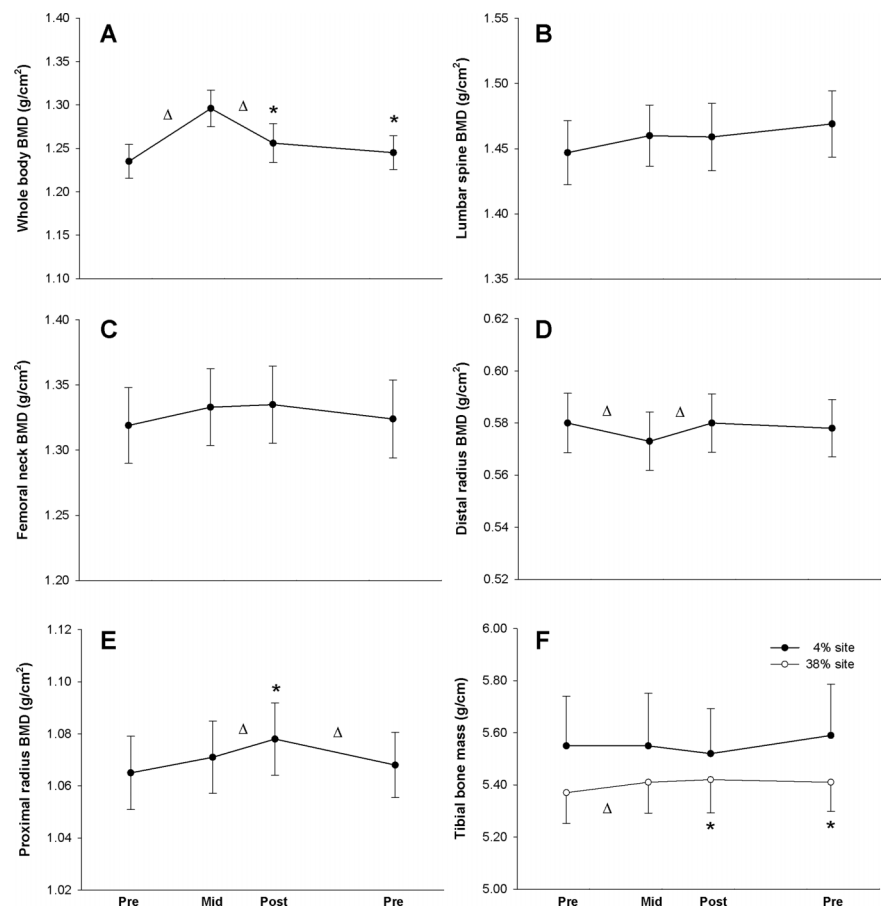 A
Whole body BMD (g/cm²)
1.40
1.35
1.30
1.25
1.20
1.15
1.10
Δ
Δ
*
*
B
Lumbar spine BMD (g/cm²)
1.55
1.50
1.45
1.40
1.35
C
Femoral neck BMD (g/cm²)
1.40
1.35
1.30
1.25
1.20
D
Distal radius BMD (g/cm²)
0.62
0.60
0.58
0.56
0.54
0.52
Δ
Δ
E
Proximal radius BMD (g/cm²)
1.12
1.10
1.08
1.06
1.04
1.02
Δ
*
Δ
Pre Mid Post Pre
F
Tibial bone mass (g/cm)
6.00
5.80
5.60
5.40
5.20
5.00
4% site
38% site
Δ
*
*
Pre Mid Post Pre